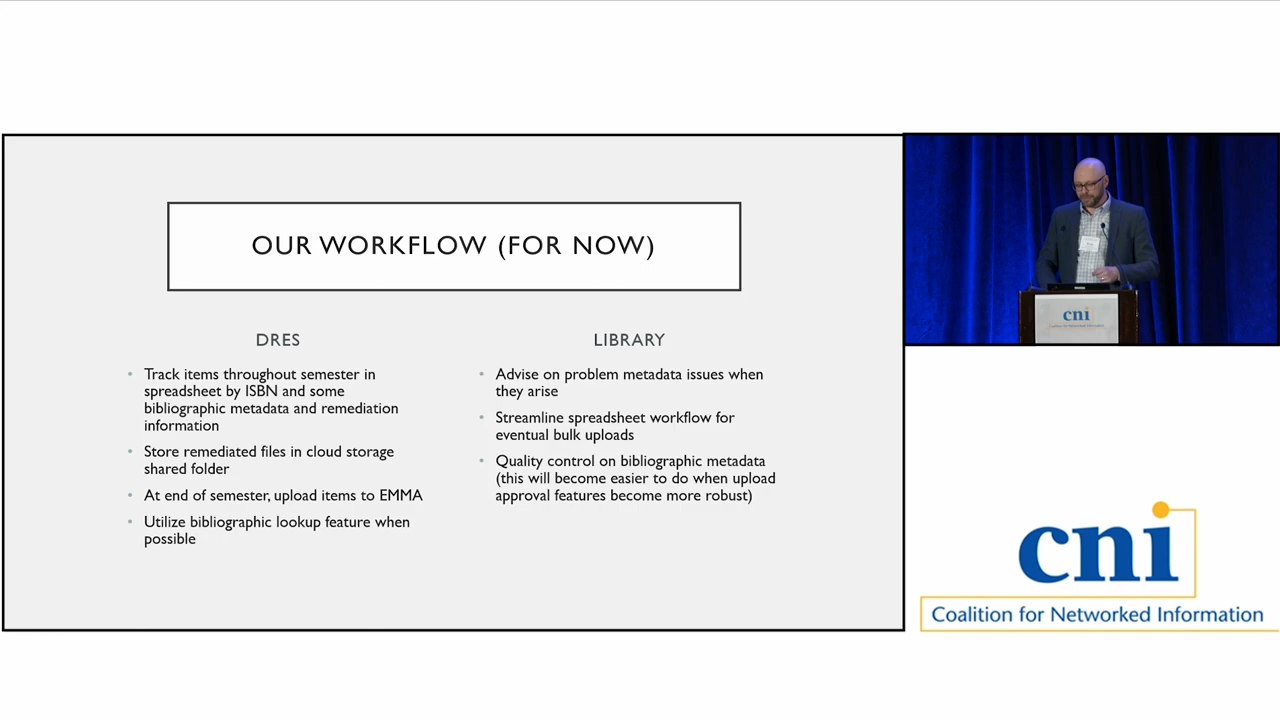 OUR WORKFLOW (FOR NOW)
DRES
Track items throughout semester in
spreadsheet by ISBN and some
bibliographic metadata and remediation
information
Store remediated files in cloud storage
shared folder
At end of semester, upload items to EMMA
Utilize bibliographic lookup feature when
possible
LIBRARY
Advise on problem metadata issues when
they arise
Streamline spreadsheet workflow for
eventual bulk uploads
Quality control on bibliographic metadata
(this will become easier to do when upload
approval features become more robust)
cni
cni
Coalition for Networked Information